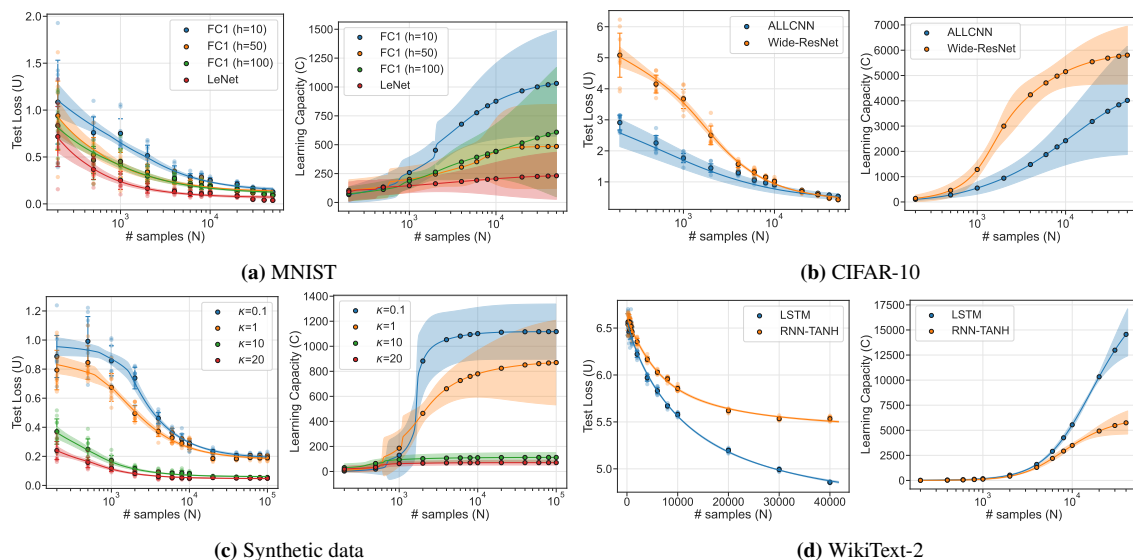 2.0
1.5
1.0
0.5
0.0
Test Loss (U)
FC1 (h=10)
FC1 (h=50)
FC1 (h=100)
LeNet
10³
10⁴
# samples (N)
1500
1250
1000
750
500
250
0
Learning Capacity (C)
FC1 (h=10)
FC1 (h=50)
FC1 (h=100)
LeNet
10³
10⁴
# samples (N)
(a) MNIST
6
5
4
3
2
1
Test Loss (U)
ALLCNN
Wide-ResNet
10³
10⁴
# samples (N)
7000
6000
5000
4000
3000
2000
1000
0
Learning Capacity (C)
ALLCNN
Wide-ResNet
10³
10⁴
# samples (N)
(b) CIFAR-10
1.2
1.0
0.8
0.6
0.4
0.2
0.0
Test Loss (U)
κ=0.1
κ=1
κ=10
κ=20
10³
10⁴
10⁵
# samples (N)
1400
1200
1000
800
600
400
200
0
Learning Capacity (C)
κ=0.1
κ=1
κ=10
κ=20
10³
10⁴
10⁵
# samples (N)
(c) Synthetic data
6.5
6.0
5.5
5.0
Test Loss (U)
LSTM
RNN-TANH
0
10000
20000
30000
40000
# samples (N)
17500
15000
12500
10000
7500
5000
2500
0
Learning Capacity (C)
LSTM
RNN-TANH
10³
10⁴
# samples (N)
(d) WikiText-2